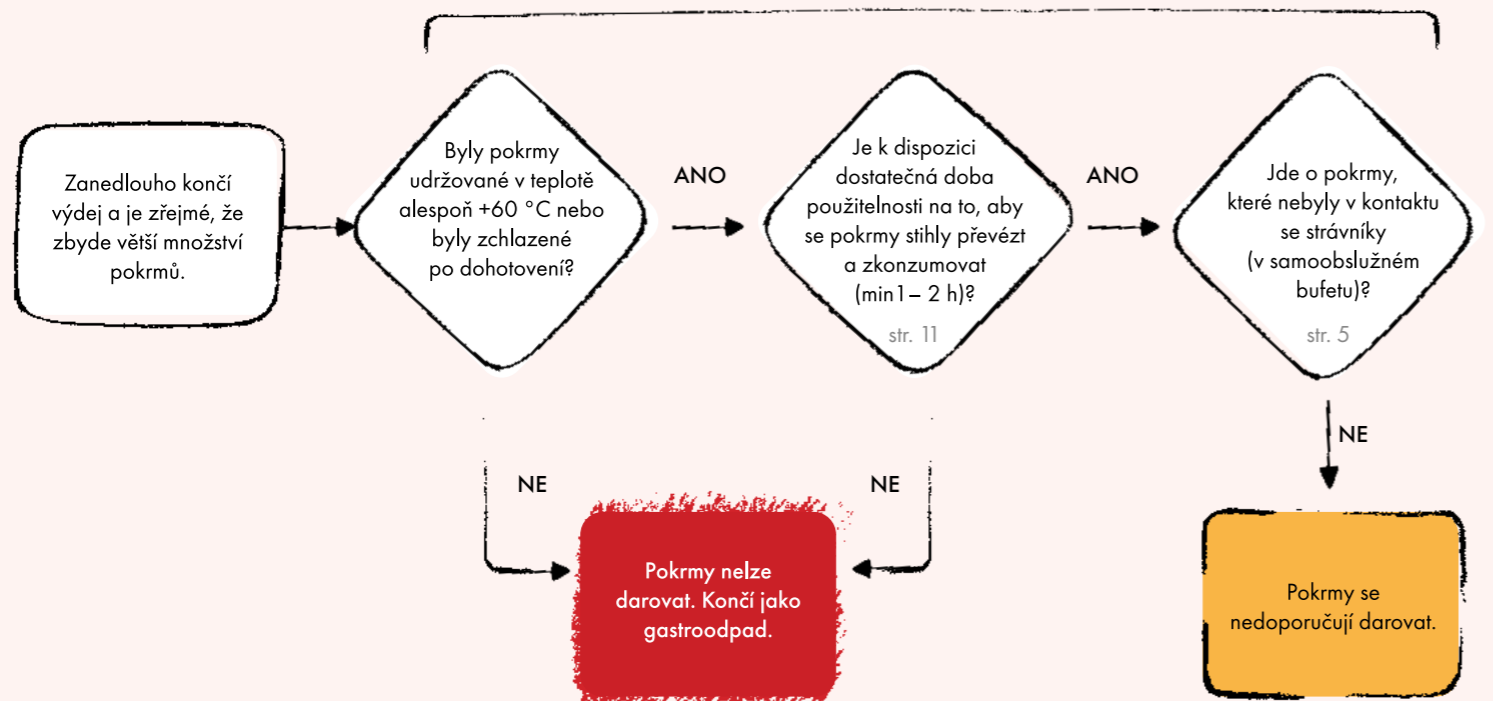 Zanedlouho končí
výdej a je zřejmé, že
zbyde větší množství
pokrmů.
Byly pokrmy
udržované v teplotě
alespoň +60 °C nebo
byly zchlazené
po dohotovení?
ANO
Je k dispozici
dostatečná doba
použitelnosti na to, aby
se pokrmy stihly převézt
a zkonzumovat
(min1– 2 h)?
str. 11
ANO
Jde o pokrmy,
které nebyly v kontaktu
se strávníky
(v samoobslužném
bufetu)?
str. 5
NE
NE
NE
Pokrmy nelze
darovat. Končí jako
gastroodpad.
Pokrmy se
nedoporučují darovat.